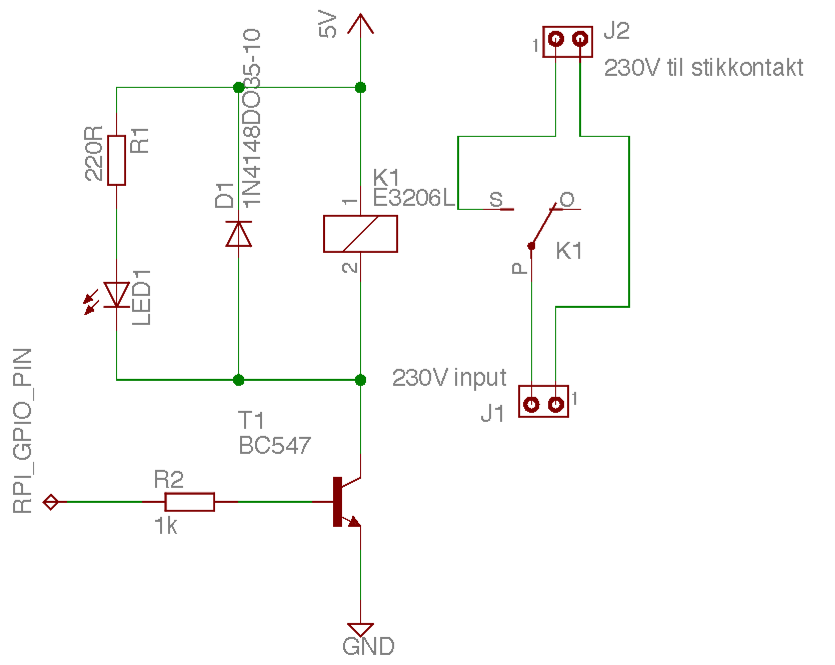 5V
1
J2
230V til stikkontakt
1N4148DO35-10
D1
220R
R1
K1
E3206L
1
2
S
O
K1
P
LED1
230V input
J1
1
RPI_GPIO_PIN
T1
BC547
R2
1k
GND